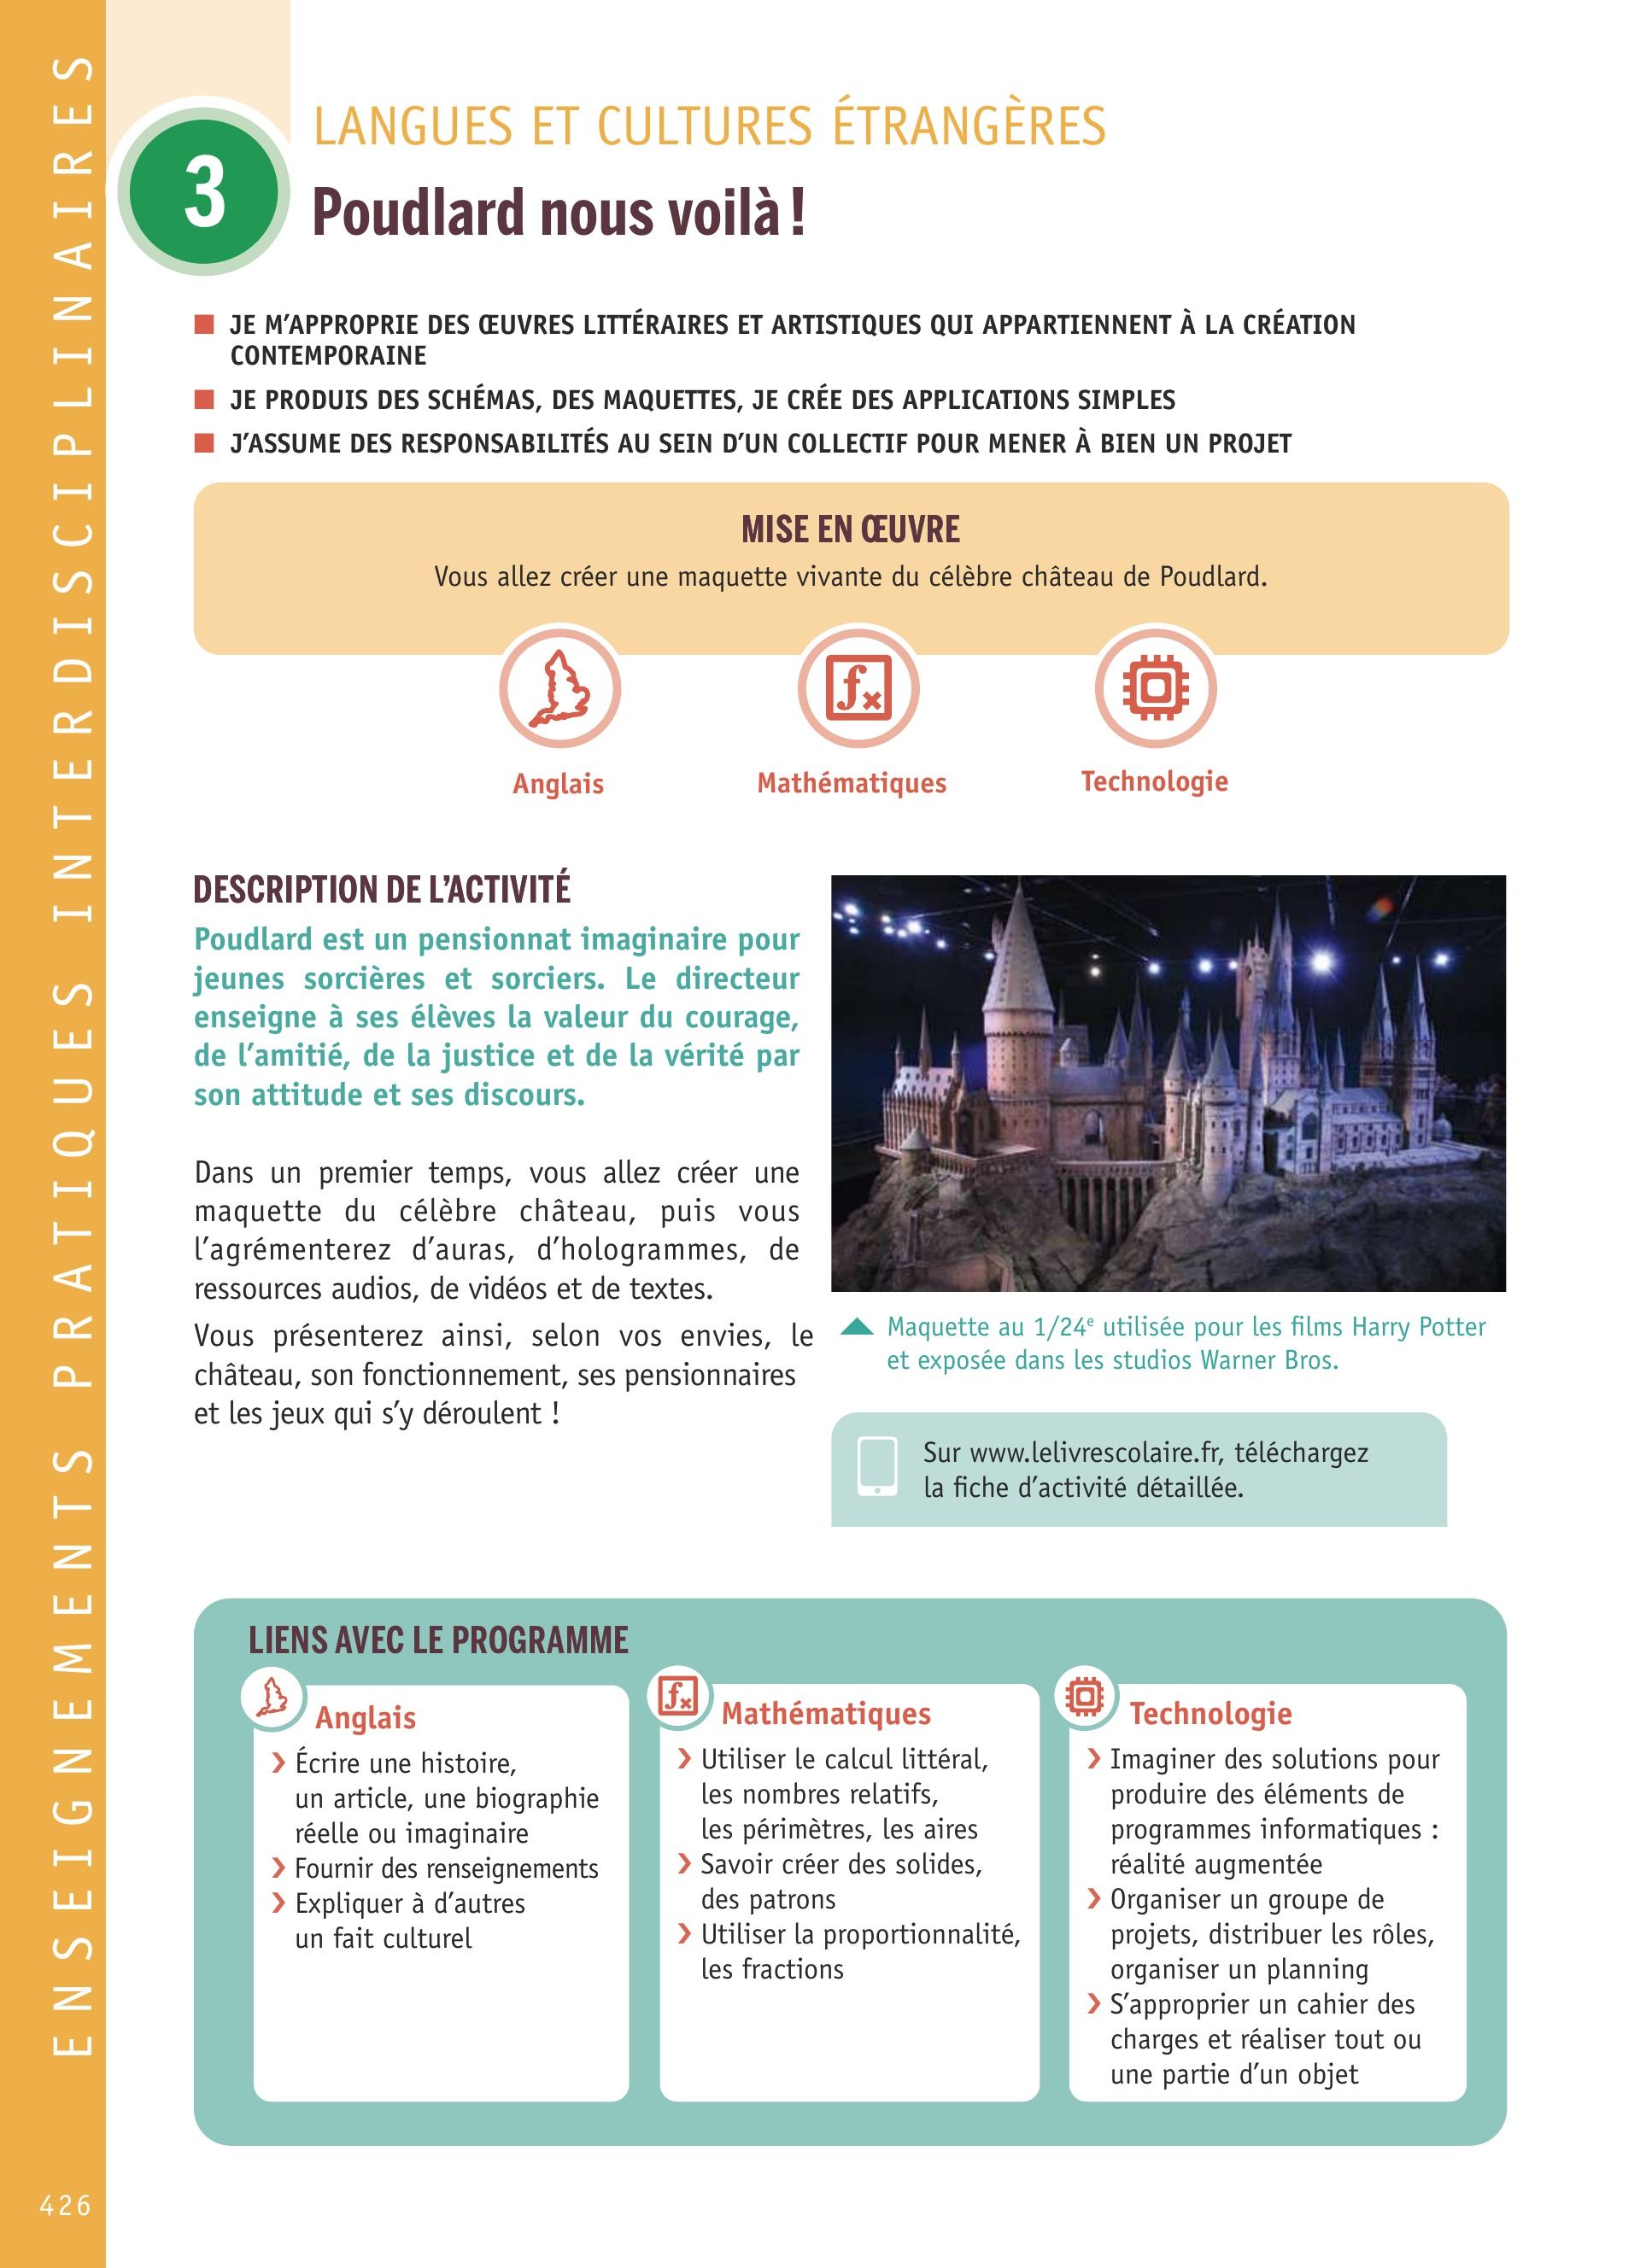 ENSEIGNEMENTS PRATIQUES INTERDISCIPLINAIRES
3
LANGUES ET CULTURES ÉTRANGÈRES
Poudlard nous voilà !
JE M’APPROPRIE DES ŒUVRES LITTÉRAIRES ET ARTISTIQUES QUI APPARTIENNENT À LA CRÉATION
CONTEMPORAINE
JE PRODUIS DES SCHÉMAS, DES MAQUETTES, JE CRÉE DES APPLICATIONS SIMPLES
J’ASSUME DES RESPONSABILITÉS AU SEIN D’UN COLLECTIF POUR MENER À BIEN UN PROJET
MISE EN ŒUVRE
Vous allez créer une maquette vivante du célèbre château de Poudlard.
fx
Anglais
Mathématiques
Technologie
DESCRIPTION DE L’ACTIVITÉ
Poudlard est un pensionnat imaginaire pour
jeunes sorcières et sorciers. Le directeur
enseigne à ses élèves la valeur du courage,
de l’amitié, de la justice et de la vérité par
son attitude et ses discours.
Dans un premier temps, vous allez créer une
maquette du célèbre château, puis vous
l’agrémenterez d’auras, d’hologrammes, de
ressources audios, de vidéos et de textes.
Vous présenterez ainsi, selon vos envies, le
château, son fonctionnement, ses pensionnaires
et les jeux qui s’y déroulent !
Maquette au 1/24e utilisée pour les films Harry Potter
et exposée dans les studios Warner Bros.
Sur www.lelivrescolaire.fr, téléchargez
la fiche d’activité détaillée.
LIENS AVEC LE PROGRAMME
Anglais
❯ Écrire une histoire,
un article, une biographie
réelle ou imaginaire
❯ Fournir des renseignements
❯ Expliquer à d’autres
un fait culturel
fx
Mathématiques
❯ Utiliser le calcul littéral,
les nombres relatifs,
les périmètres, les aires
❯ Savoir créer des solides,
des patrons
❯ Utiliser la proportionnalité,
les fractions
Technologie
❯ Imaginer des solutions pour
produire des éléments de
programmes informatiques :
réalité augmentée
❯ Organiser un groupe de
projets, distribuer les rôles,
organiser un planning
❯ S’approprier un cahier des
charges et réaliser tout ou
une partie d’un objet
426